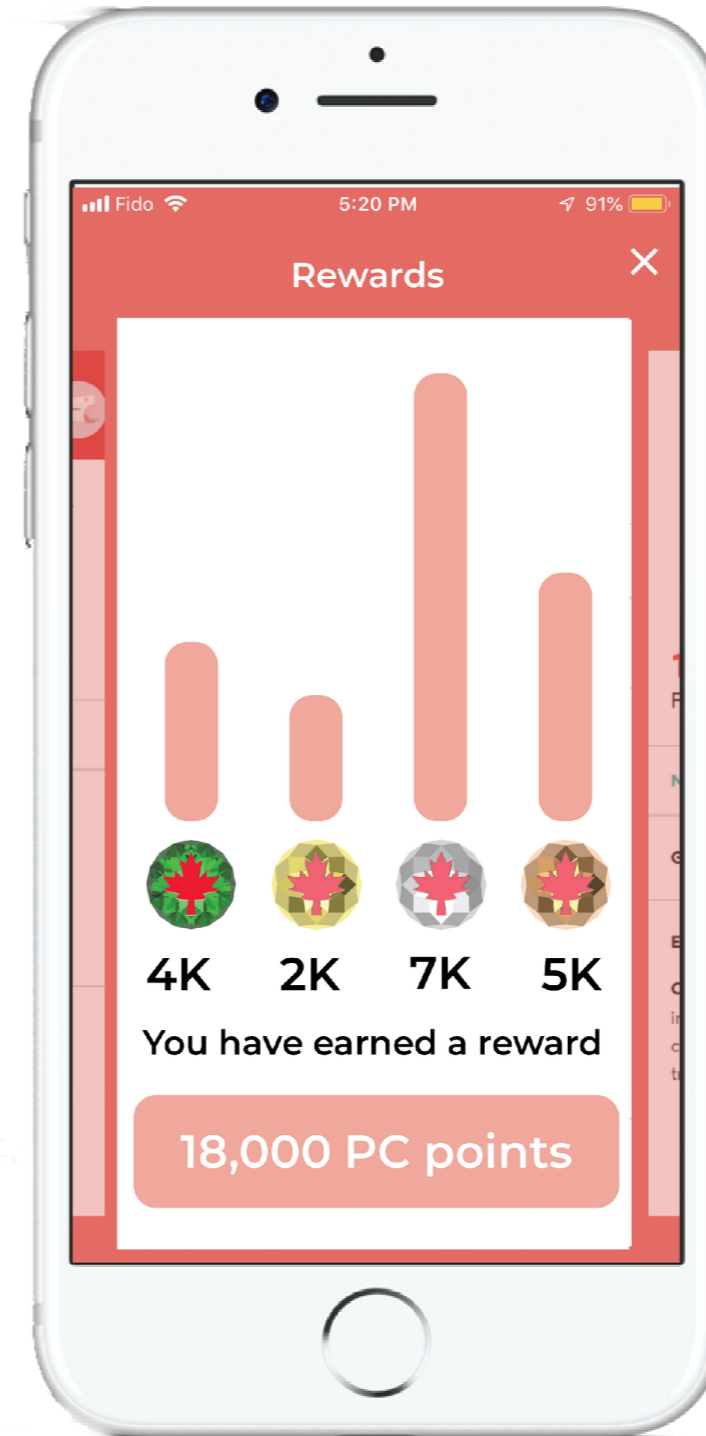 Fido
5:20 PM
91%
Rewards
4K
2K
7K
5K
You have earned a reward
18,000 PC points